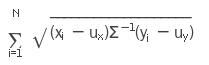 N
∑ √(xᵢ − uₓ)Σ⁻¹(yᵢ − uᵧ)
i=1